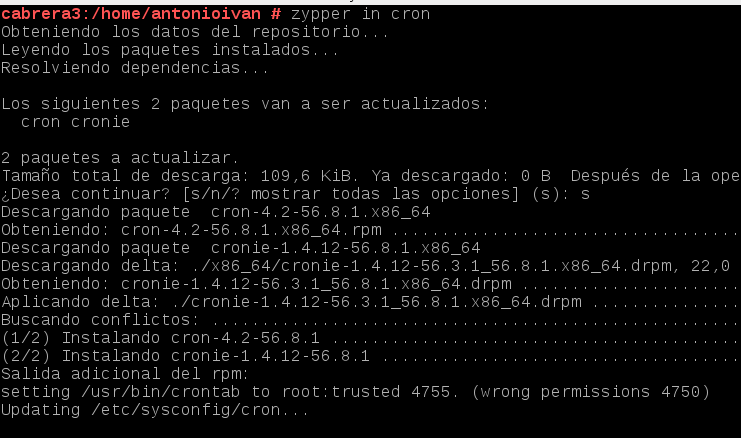 cabrera3:/home/antonioivan # zypper in cron
Obteniendo los datos del repositorio...
Leyendo los paquetes instalados...
Resolviendo dependencias...
Los siguientes 2 paquetes van a ser actualizados:
cron cronie
2 paquetes a actualizar.
Tamaño total de descarga: 109,6 KiB. Ya descargado: 0 B  Después de la ope
¿Desea continuar? [s/n/? mostrar todas las opciones] (s): s
Descargando paquete  cron-4.2-56.8.1.x86_64
Obteniendo: cron-4.2-56.8.1.x86_64.rpm ....................................
Descargando paquete  cronie-1.4.12-56.8.1.x86_64
Descargando delta: ./x86_64/cronie-1.4.12-56.3.1_56.8.1.x86_64.drpm, 22,0
Obteniendo: cronie-1.4.12-56.3.1_56.8.1.x86_64.drpm ......................
Aplicando delta: ./cronie-1.4.12-56.3.1_56.8.1.x86_64.drpm ...............
Buscando conflictos: .....................................................
(1/2) Instalando cron-4.2-56.8.1 .........................................
(2/2) Instalando cronie-1.4.12-56.8.1 ....................................
Salida adicional del rpm:
setting /usr/bin/crontab to root:trusted 4755. (wrong permissions 4750)
Updating /etc/sysconfig/cron...